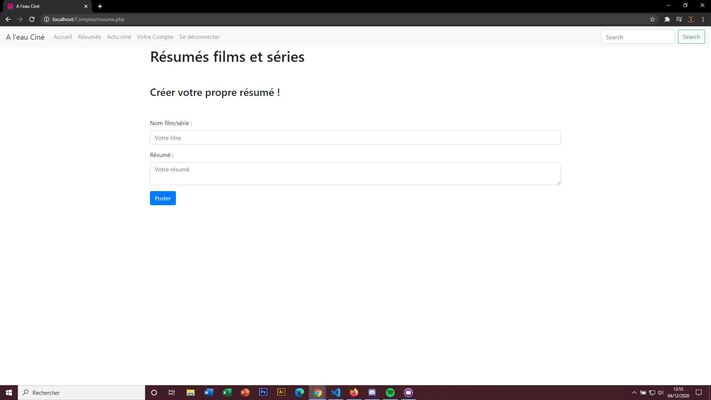 A l'eau Ciné
localhost/Comptes/resume.php
A l'eau Ciné Accueil Résumés Actu ciné Votre Compte Se déconnecter Search Search
Résumés films et séries
Créer votre propre résumé !
Nom film/série :
Votre titre
Résumé :
Votre résumé
Poster
Rechercher
13:55
04/12/2020